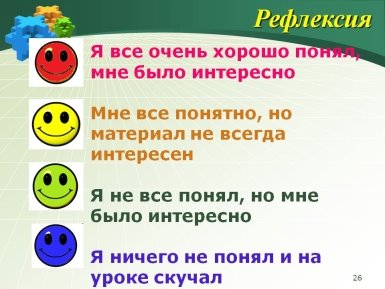 Рефлексия
Я все очень хорошо понял,
мне было интересно
Мне все понятно, но
материал не всегда
интересен
Я не все понял, но мне
было интересно
Я ничего не понял и на
уроке скучал
26